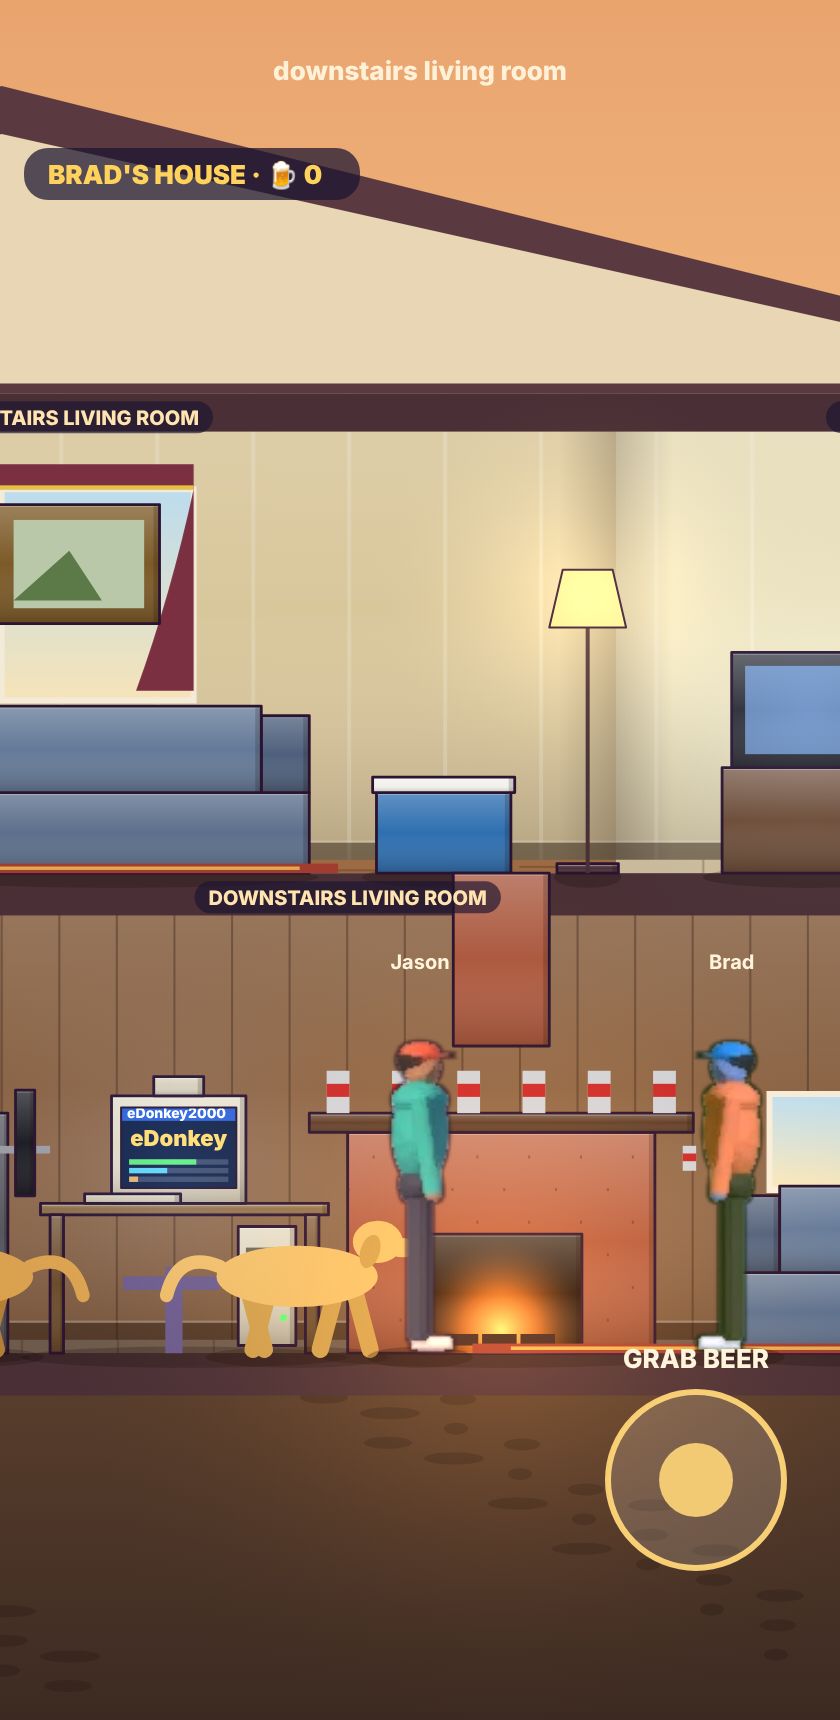 downstairs living room
BRAD'S HOUSE · 🍺 0
TAIRS LIVING ROOM
DOWNSTAIRS LIVING ROOM
Jason
Brad
eDonkey2000
eDonkey
GRAB BEER